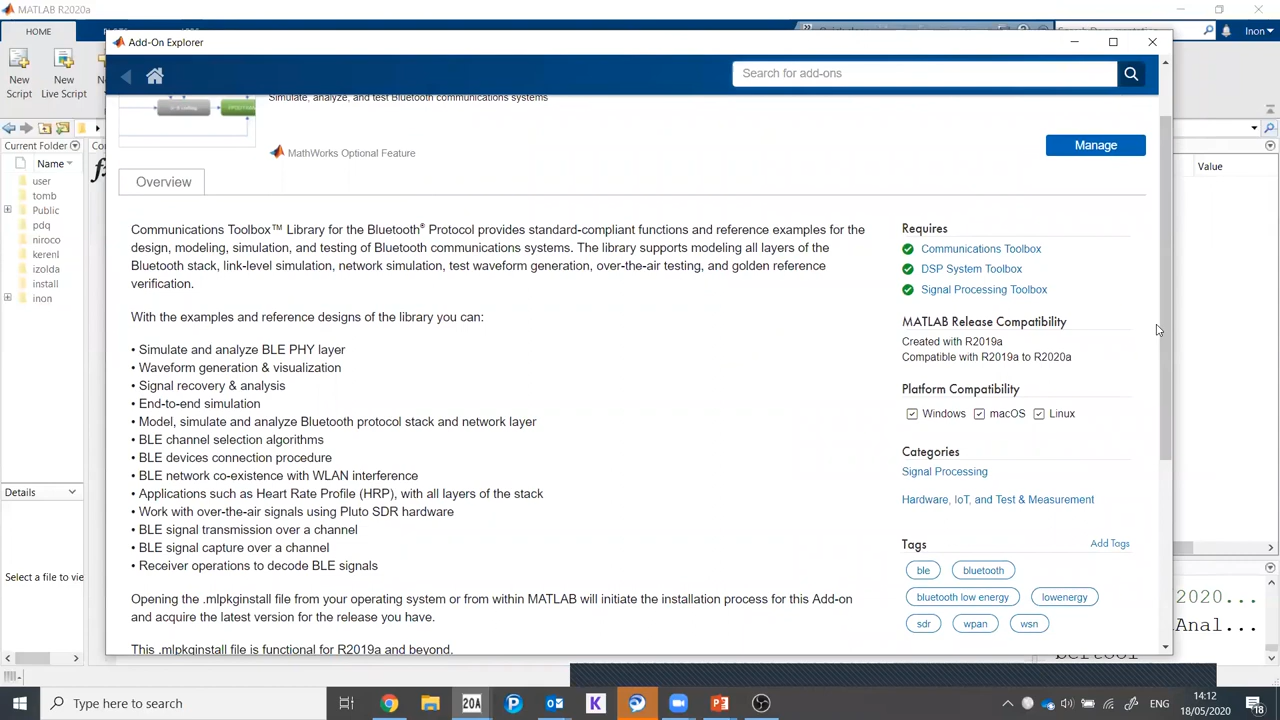 MATLAB R2020a
HOME
Inon
New
Script
New
Live Script
Add-On Explorer
Search for add-ons
Simulate, analyze, and test Bluetooth communications systems
MathWorks Optional Feature
Manage
Overview
Current Folder
Name
user
tomb
Public
pdq
niroco
kerenl
izolda
install
inon
Value
Communications Toolbox™ Library for the Bluetooth® Protocol provides standard-compliant functions and reference examples for the
design, modeling, simulation, and testing of Bluetooth communications systems. The library supports modeling all layers of the
Bluetooth stack, link-level simulation, network simulation, test waveform generation, over-the-air testing, and golden reference
verification.
With the examples and reference designs of the library you can:
• Simulate and analyze BLE PHY layer
• Waveform generation & visualization
• Signal recovery & analysis
• End-to-end simulation
• Model, simulate and analyze Bluetooth protocol stack and network layer
• BLE channel selection algorithms
• BLE devices connection procedure
• BLE network co-existence with WLAN interference
• Applications such as Heart Rate Profile (HRP), with all layers of the stack
• Work with over-the-air signals using Pluto SDR hardware
• BLE signal transmission over a channel
• BLE signal capture over a channel
• Receiver operations to decode BLE signals
Opening the .mlpkginstall file from your operating system or from within MATLAB will initiate the installation process for this Add-on
and acquire the latest version for the release you have.
This .mlpkginstall file is functional for R2019a and beyond.
Requires
Communications Toolbox
DSP System Toolbox
Signal Processing Toolbox
MATLAB Release Compatibility
Created with R2019a
Compatible with R2019a to R2020a
Platform Compatibility
Windows macOS Linux
Categories
Signal Processing
Hardware, IoT, and Test & Measurement
Tags Add Tags
ble bluetooth
bluetooth low energy lowenergy
sdr wpan wsn
Details
Select a file to vie
2020...
Anal...
bertool
Type here to search
20A
ENG
14:12
18/05/2020
18